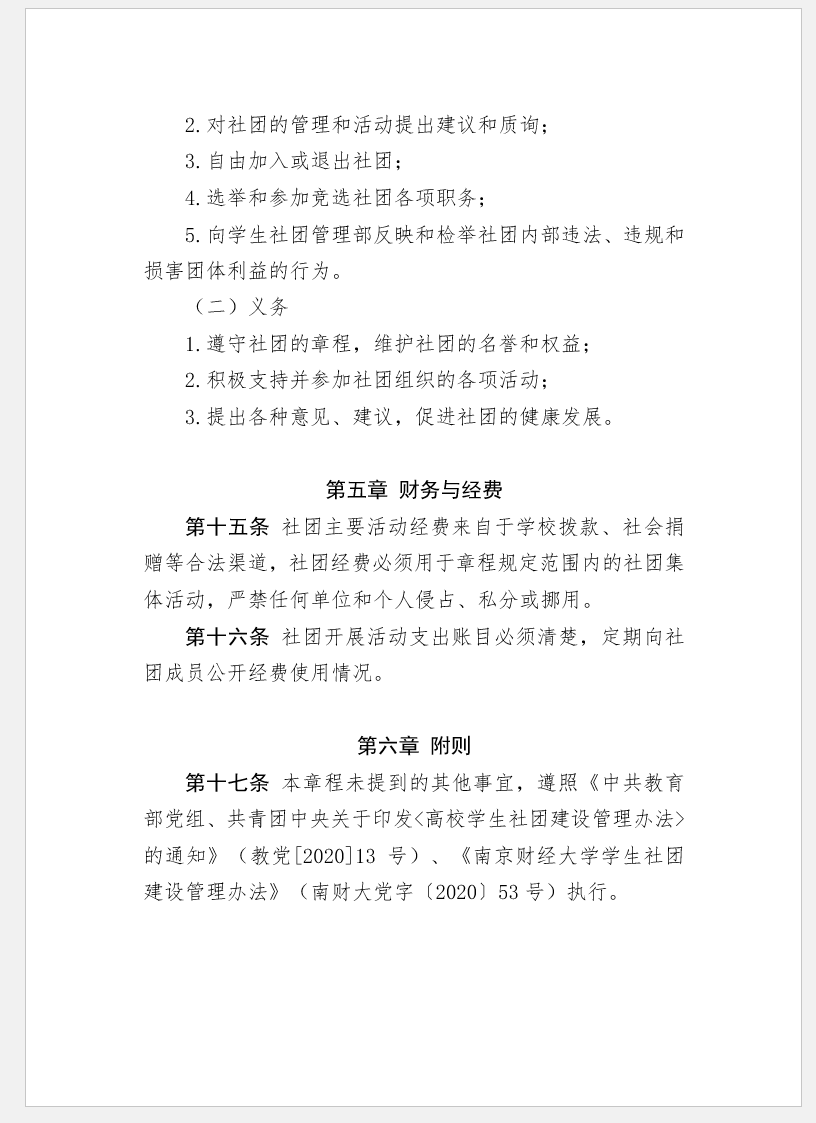 2.对社团的管理和活动提出建议和质询；
3.自由加入或退出社团；
4.选举和参加竞选社团各项职务；
5.向学生社团管理部反映和检举社团内部违法、违规和
损害团体利益的行为。
（二）义务
1.遵守社团的章程，维护社团的名誉和权益；
2.积极支持并参加社团组织的各项活动；
3.提出各种意见、建议，促进社团的健康发展。
第五章 财务与经费
第十五条 社团主要活动经费来自于学校拨款、社会捐
赠等合法渠道，社团经费必须用于章程规定范围内的社团集
体活动，严禁任何单位和个人侵占、私分或挪用。
第十六条 社团开展活动支出账目必须清楚，定期向社
团成员公开经费使用情况。
第六章 附则
第十七条 本章程未提到的其他事宜，遵照《中共教育
部党组、共青团中央关于印发<高校学生社团建设管理办法>
的通知》（教党[2020]13 号）、《南京财经大学学生社团
建设管理办法》（南财大党字〔2020〕53 号）执行。